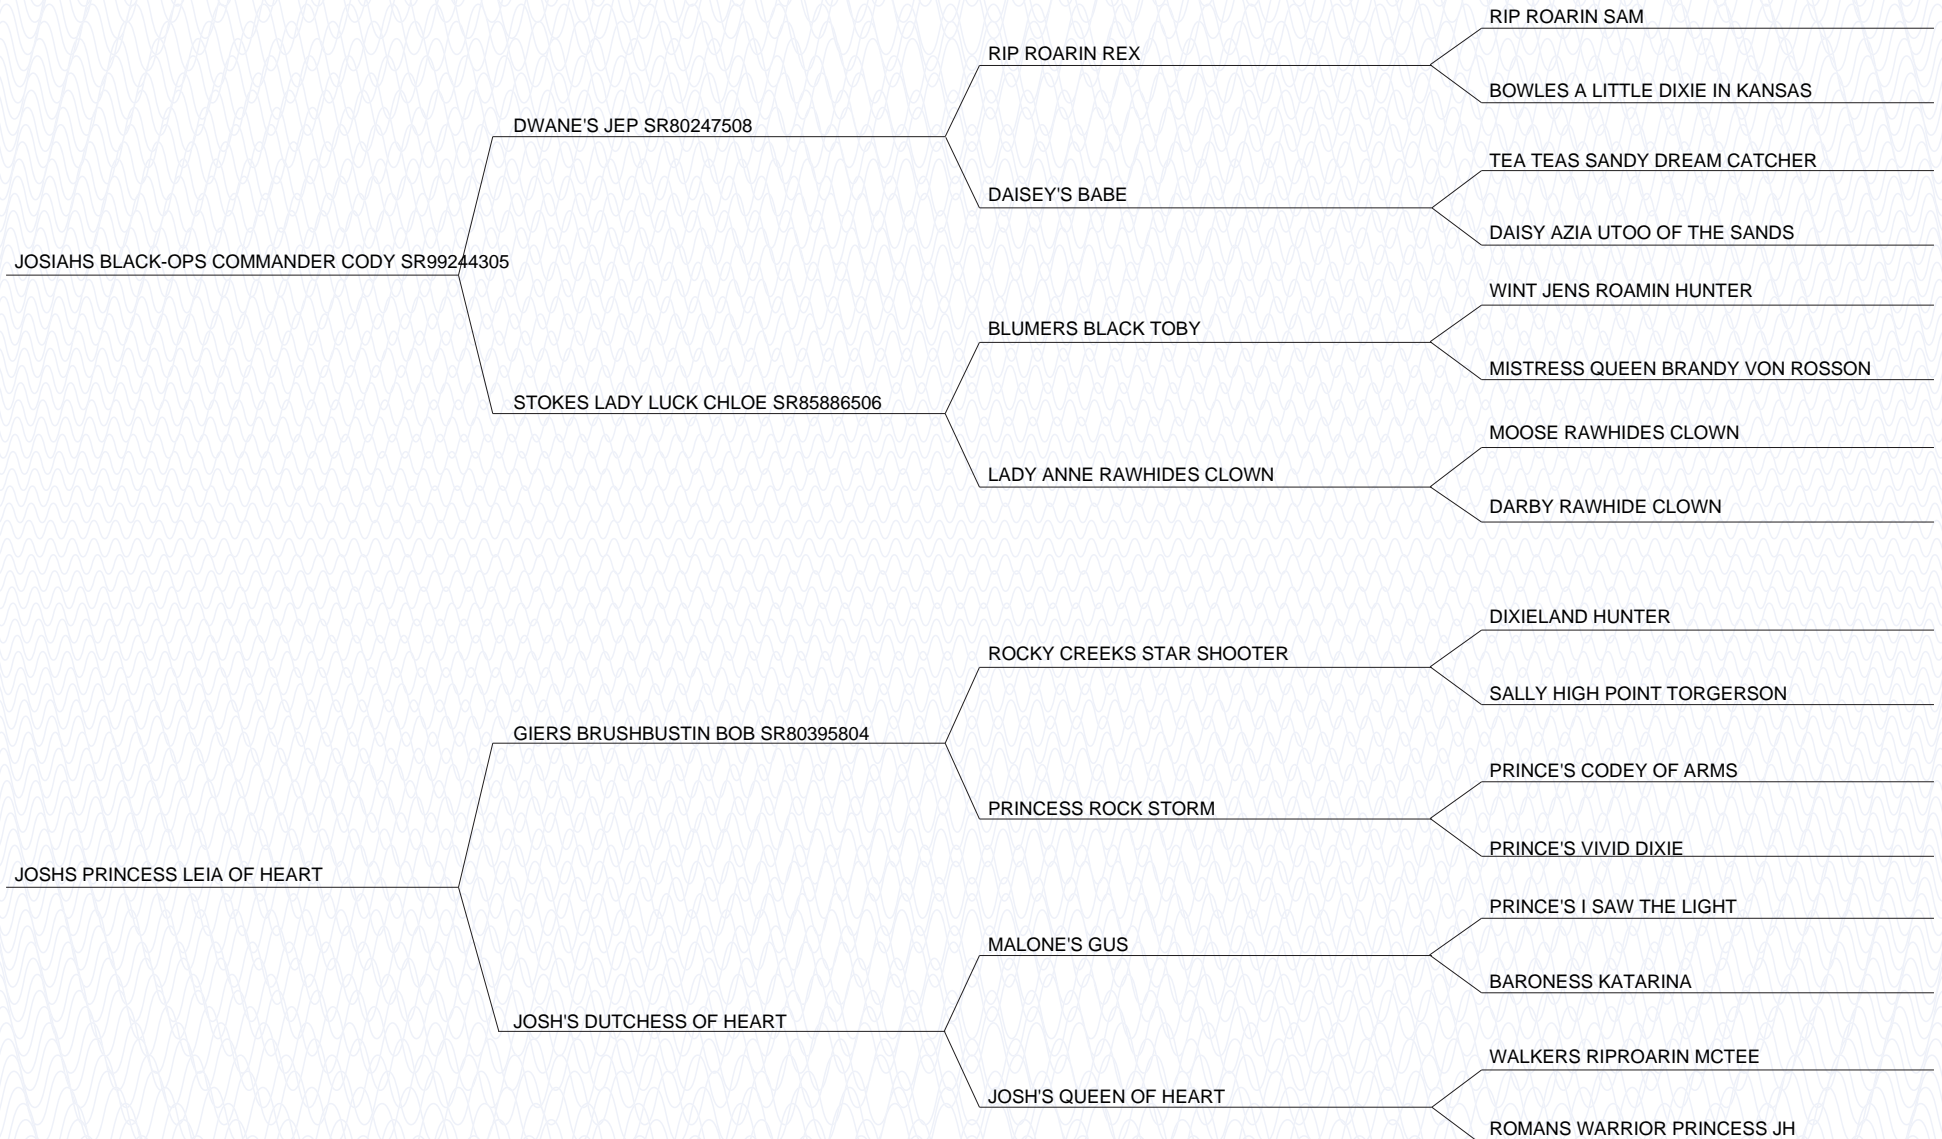 RIP ROARIN SAM
RIP ROARIN REX
BOWLES A LITTLE DIXIE IN KANSAS
DWANE'S JEP SR80247508
TEA TEAS SANDY DREAM CATCHER
DAISEY'S BABE
DAISY AZIA UTOO OF THE SANDS
JOSIAHS BLACK-OPS COMMANDER CODY SR99244305
WINT JENS ROAMIN HUNTER
BLUMERS BLACK TOBY
MISTRESS QUEEN BRANDY VON ROSSON
STOKES LADY LUCK CHLOE SR85886506
MOOSE RAWHIDES CLOWN
LADY ANNE RAWHIDES CLOWN
DARBY RAWHIDE CLOWN
DIXIELAND HUNTER
ROCKY CREEKS STAR SHOOTER
SALLY HIGH POINT TORGERSON
GIERS BRUSHBUSTIN BOB SR80395804
PRINCE'S CODEY OF ARMS
PRINCESS ROCK STORM
PRINCE'S VIVID DIXIE
JOSHS PRINCESS LEIA OF HEART
PRINCE'S I SAW THE LIGHT
MALONE'S GUS
BARONESS KATARINA
JOSH'S DUTCHESS OF HEART
WALKERS RIPROARIN MCTEE
JOSH'S QUEEN OF HEART
ROMANS WARRIOR PRINCESS JH